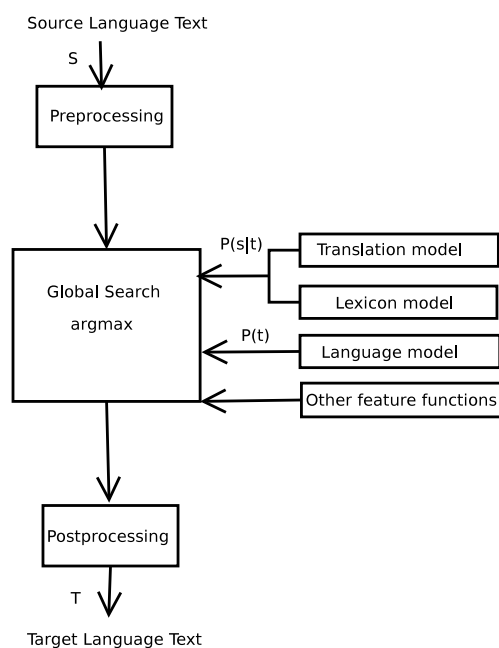 Source Language Text
S
Preprocessing
P(s|t)
Translation model
Global Search
argmax
Lexicon model
P(t)
Language model
Other feature functions
Postprocessing
T
Target Language Text